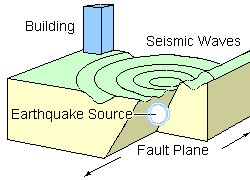 Building
Seismic Waves
Earthquake Source
Fault Plane